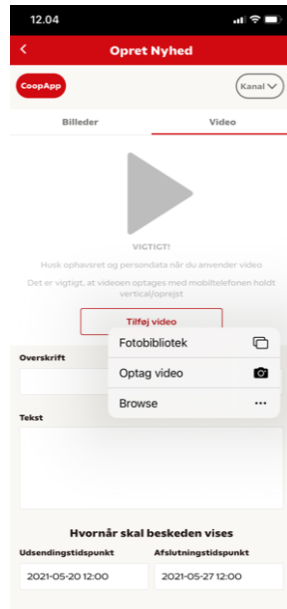 12.04
Opret Nyhed
CoopApp
Kanal
Billeder
Video
VIGTIGT!
Husk ophavsret og persondata når du anvender video
Det er vigtigt, at videoen optages med mobiltelefonen holdt
vertical/oprejst
Tilføj video
Fotobibliotek
Optag video
Browse
Overskrift
Tekst
Hvornår skal beskeden vises
Udsendingstidspunkt
Afslutningstidspunkt
2021-05-20 12:00
2021-05-27 12:00